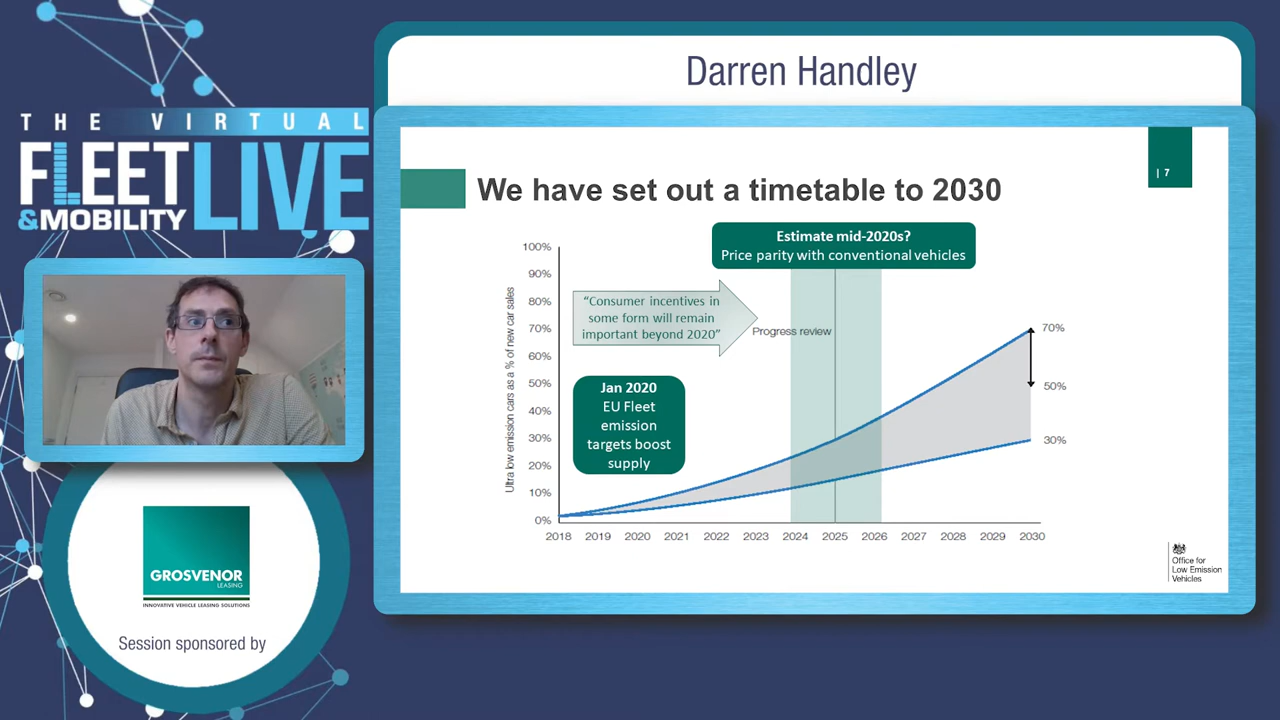 Darren Handley
THE VIRTUAL
FLEET
&MOBILITY
LIVE
| 7
We have set out a timetable to 2030
Estimate mid-2020s?
Price parity with conventional vehicles
"Consumer incentives in
some form will remain
important beyond 2020"
Progress review
Jan 2020
EU Fleet
emission
targets boost
supply
Ultra low emission cars as a % of new car sales
100%
90%
80%
70%
60%
50%
40%
30%
20%
10%
0%
2018 2019 2020 2021 2022 2023 2024 2025 2026 2027 2028 2029 2030
70%
50%
30%
Office for
Low Emission
Vehicles
GROSVENOR
LEASING
INNOVATIVE VEHICLE LEASING SOLUTIONS
Session sponsored by